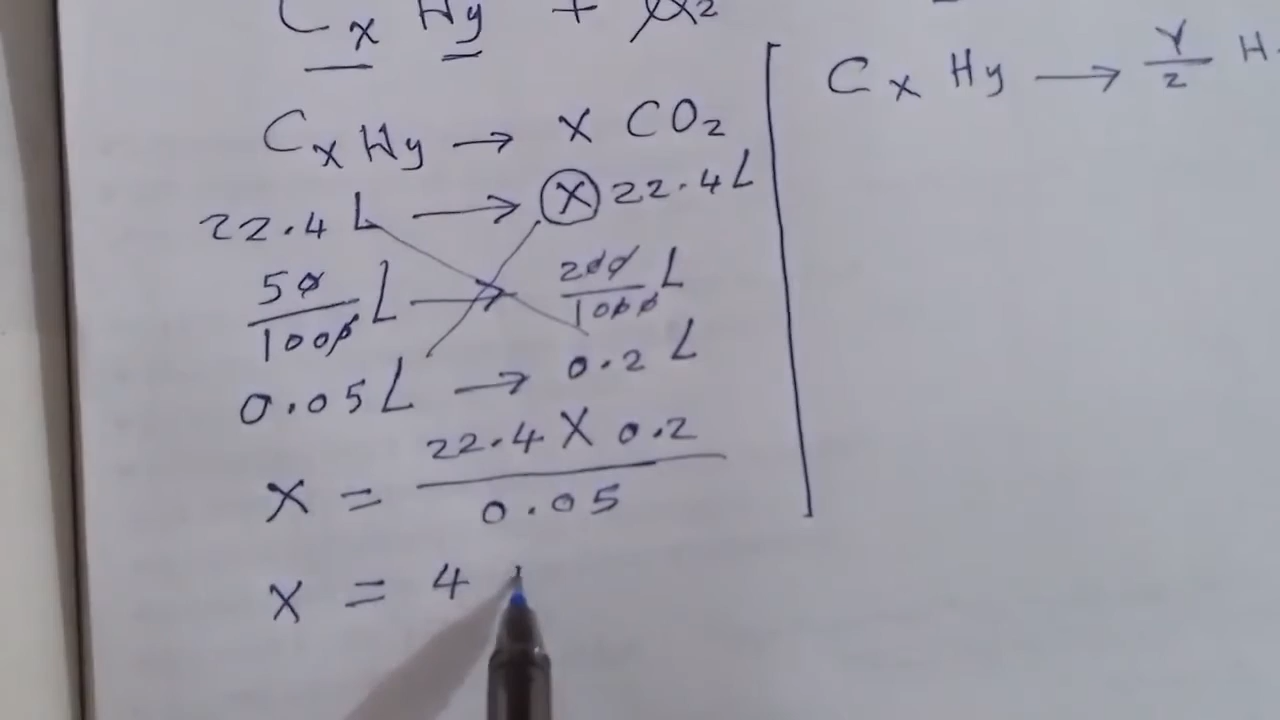 Cx Hy + O2
Cx Hy → x CO2
22.4 L → x 22.4 L
50/1000 L → 200/1000 L
0.05 L → 0.2 L
x = 22.4 X 0.2 / 0.05
x = 4
Cx Hy → Y/2 H